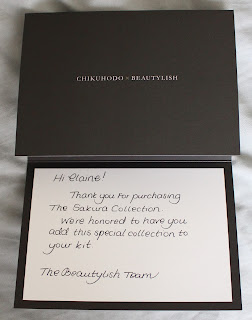 CHIKUHODO × BEAUTYLISH
Hi Elaine!
Thank you for purchasing
The Sakura Collection.
We're honored to have you
add this special collection to
your kit!
The Beautylish Team